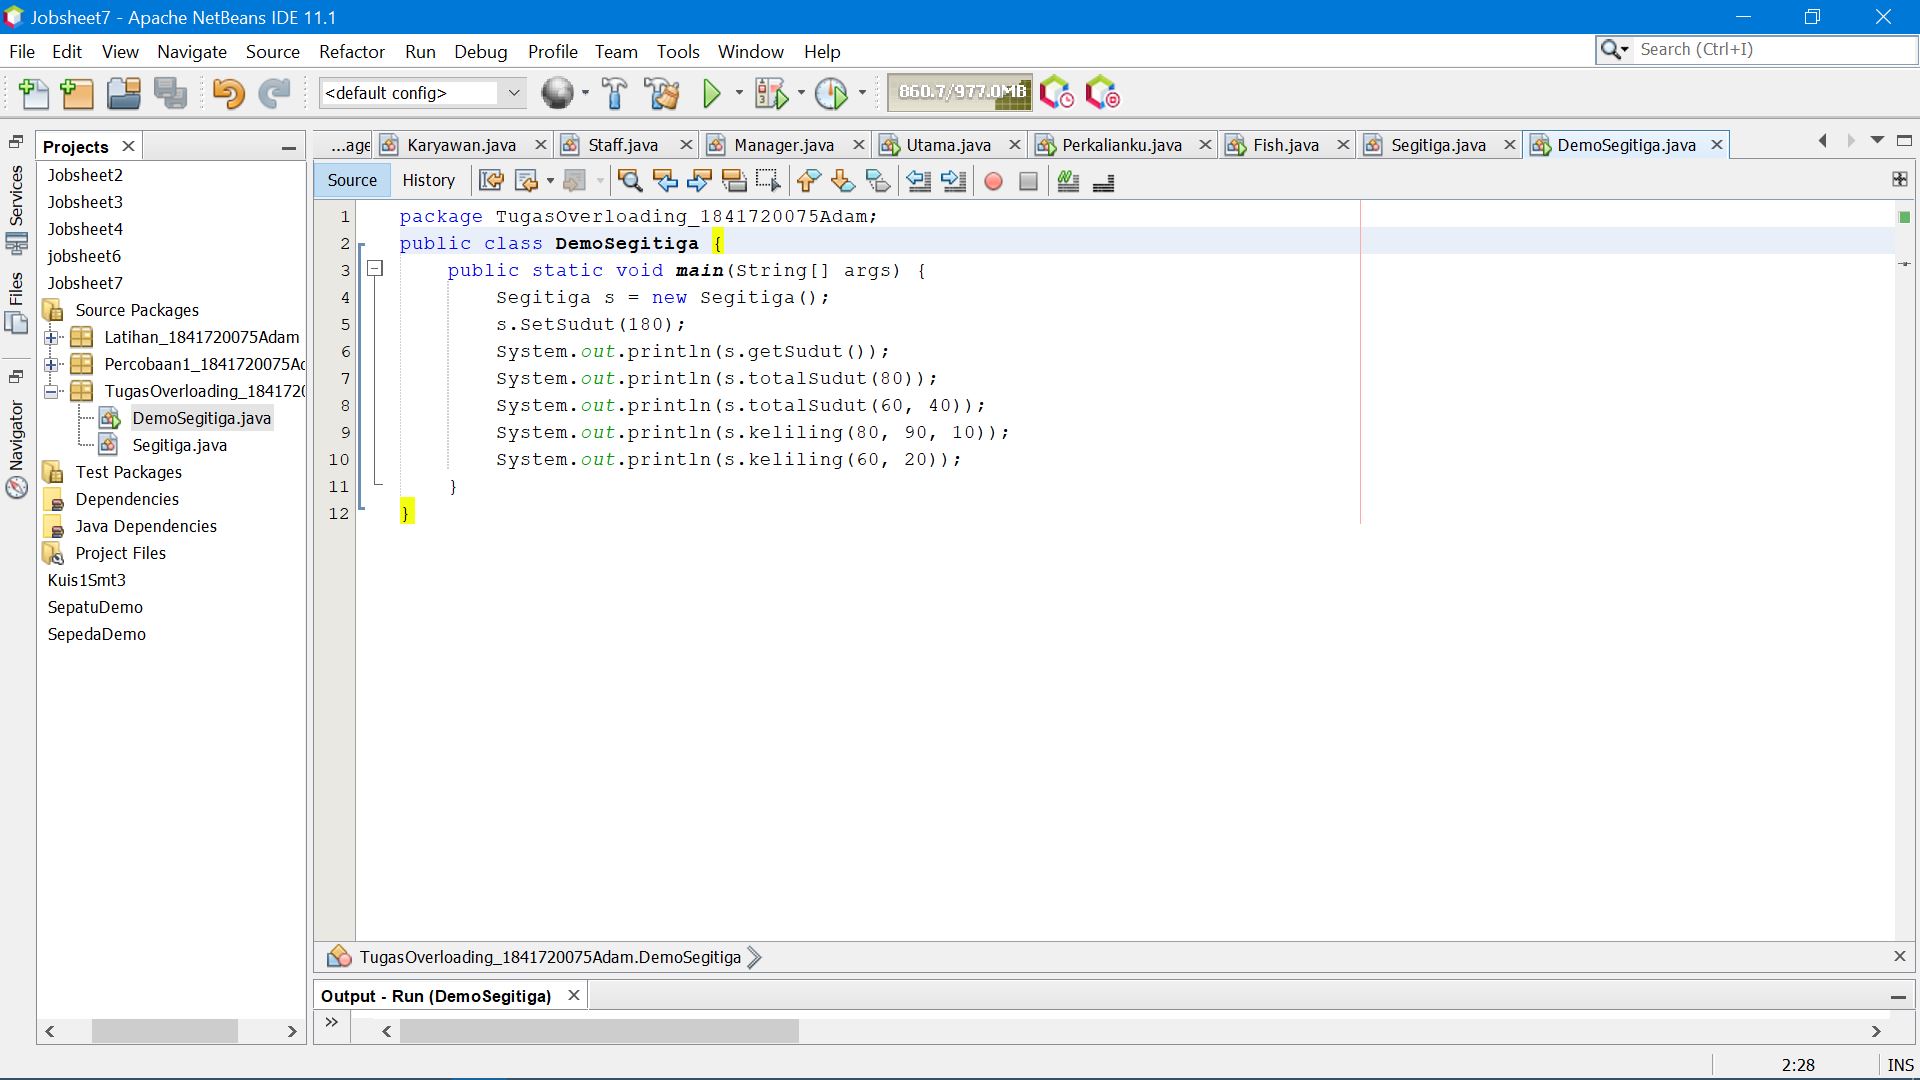 Jobsheet7 - Apache NetBeans IDE 11.1
File Edit View Navigate Source Refactor Run Debug Profile Team Tools Window Help
Search (Ctrl+I)
<default config>
860.7/977.0MB
Services
Files
Navigator
Projects
Jobsheet2
Jobsheet3
Jobsheet4
jobsheet6
Jobsheet7
Source Packages
Latihan_1841720075Adam
Percobaan1_1841720075Ad
TugasOverloading_184172
DemoSegitiga.java
Segitiga.java
Test Packages
Dependencies
Java Dependencies
Project Files
Kuis1Smt3
SepatuDemo
SepedaDemo
...age Karyawan.java Staff.java Manager.java Utama.java Perkalianku.java Fish.java Segitiga.java DemoSegitiga.java
Source History
1 package TugasOverloading_1841720075Adam;
2 public class DemoSegitiga {
3 public static void main(String[] args) {
4 Segitiga s = new Segitiga();
5 s.SetSudut(180);
6 System.out.println(s.getSudut());
7 System.out.println(s.totalSudut(80));
8 System.out.println(s.totalSudut(60, 40));
9 System.out.println(s.keliling(80, 90, 10));
10 System.out.println(s.keliling(60, 20));
11 }
12 }
TugasOverloading_1841720075Adam.DemoSegitiga
Output - Run (DemoSegitiga)
2:28 INS